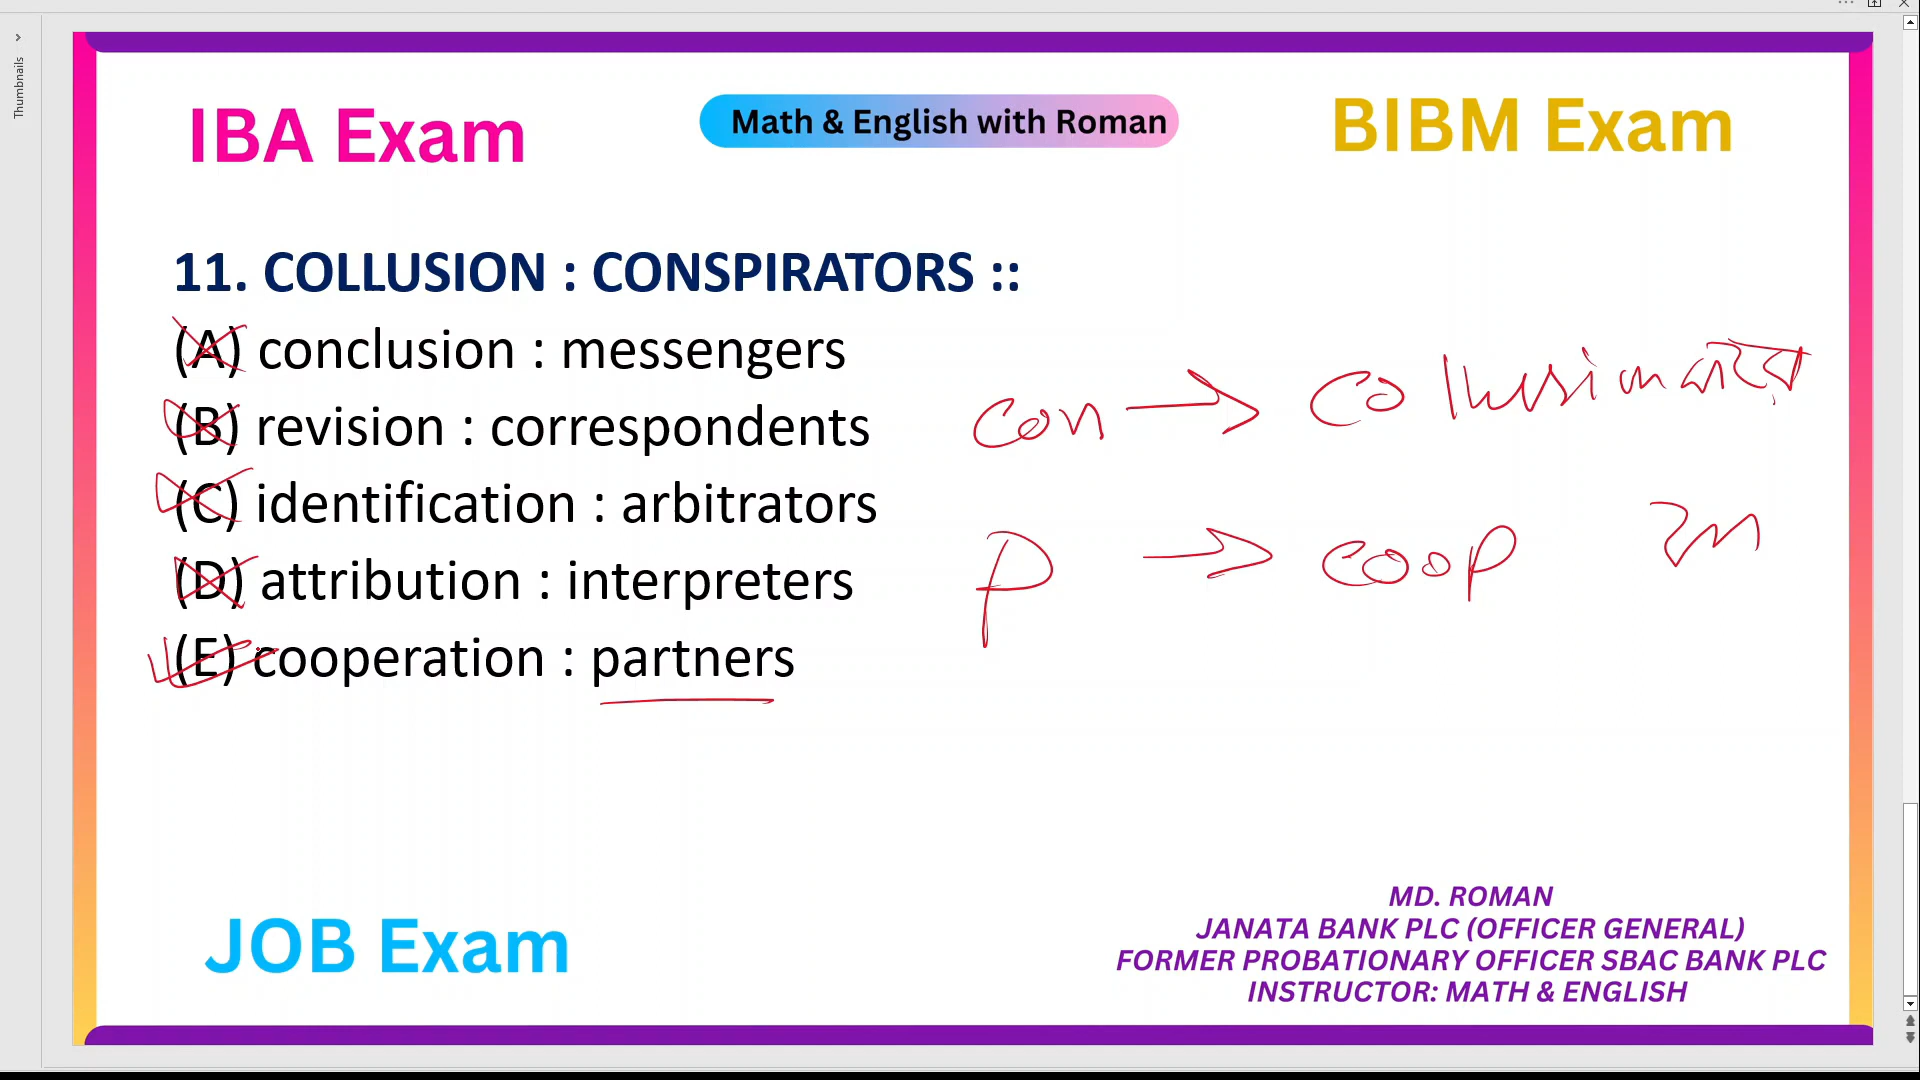 Thumbnails
IBA Exam
Math & English with Roman
BIBM Exam
11. COLLUSION : CONSPIRATORS ::
(A) conclusion : messengers
(B) revision : correspondents
(C) identification : arbitrators
(D) attribution : interpreters
(E) cooperation : partners
con → collusion
P → coop
JOB Exam
MD. ROMAN
JANATA BANK PLC (OFFICER GENERAL)
FORMER PROBATIONARY OFFICER SBAC BANK PLC
INSTRUCTOR: MATH & ENGLISH